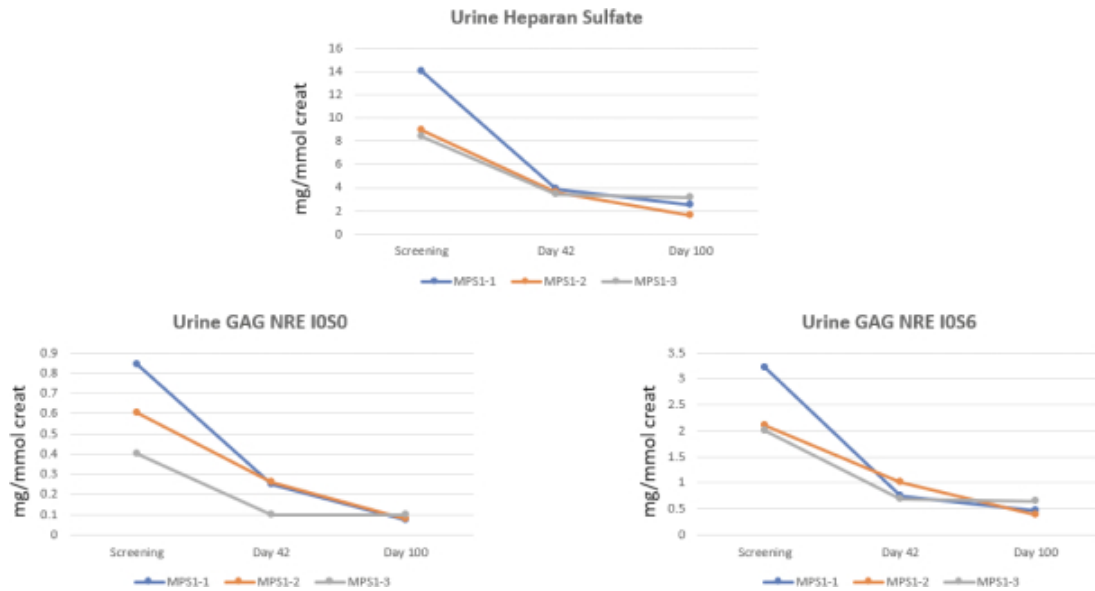 Urine Heparan Sulfate
16
14
12
10
8
6
4
2
0
mg/mmol creat
Screening Day 42 Day 100
MPS1-1 MPS1-2 MPS1-3
Urine GAG NRE I0S0
0.9
0.8
0.7
0.6
0.5
0.4
0.3
0.2
0.1
0
mg/mmol creat
Screening Day 42 Day 100
MPS1-1 MPS1-2 MPS1-3
Urine GAG NRE I0S6
3.5
3
2.5
2
1.5
1
0.5
0
mg/mmol creat
Screening Day 42 Day 100
MPS1-1 MPS1-2 MPS1-3